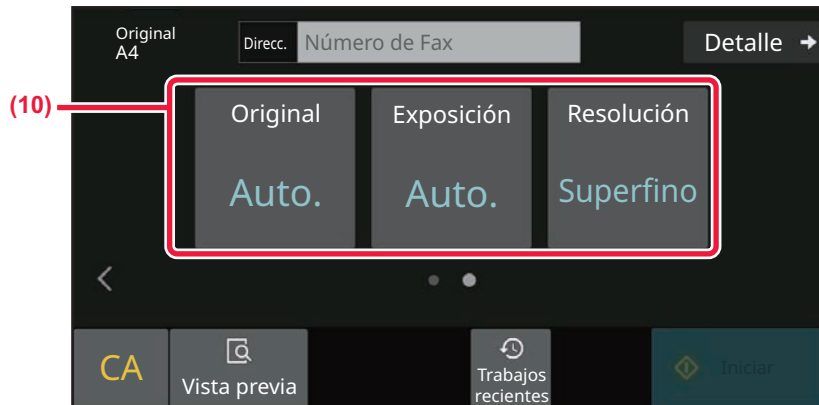 Original
A4
Direcc.
Número de Fax
Detalle
(10)
Original
Exposición
Resolución
Auto.
Auto.
Superfino
CA
Vista previa
Trabajos
recientes
Iniciar